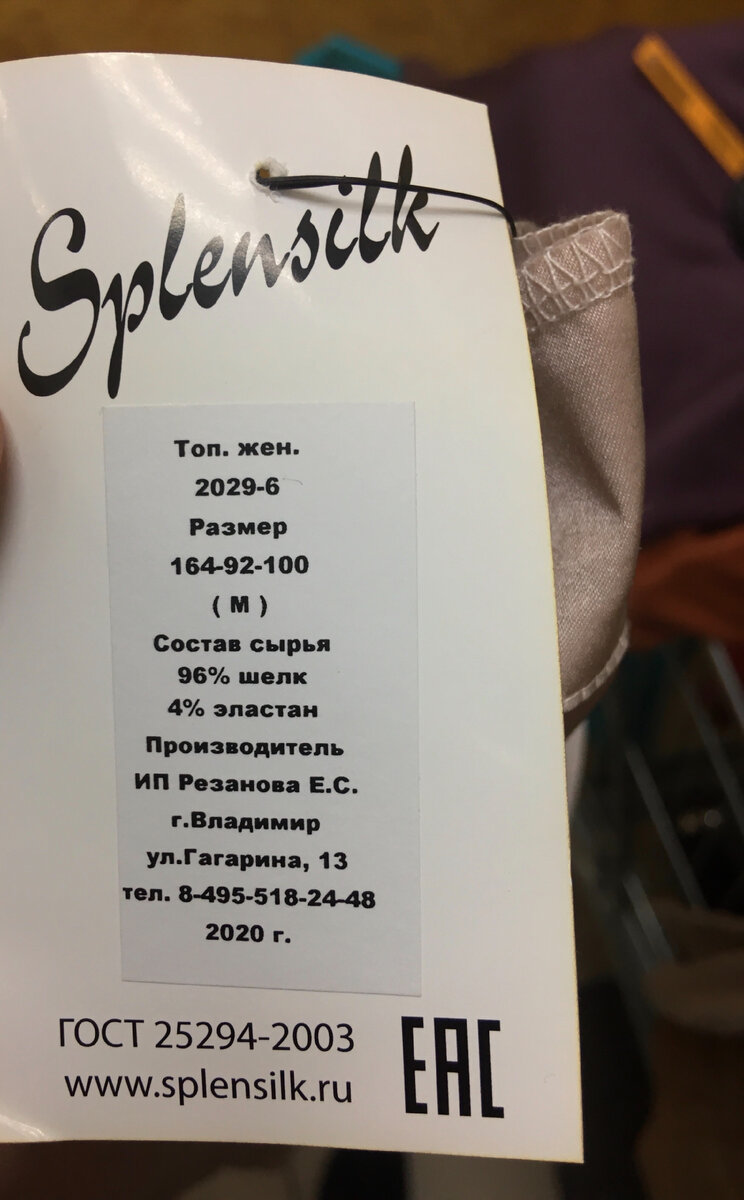 Splensilk
Топ. жен.
2029-6
Размер
164-92-100
( М )
Состав сырья
96% шелк
4% эластан
Производитель
ИП Резанова Е.С.
г.Владимир
ул.Гагарина, 13
тел. 8-495-518-24-48
2020 г.
ГОСТ 25294-2003
www.splensilk.ru
EAC